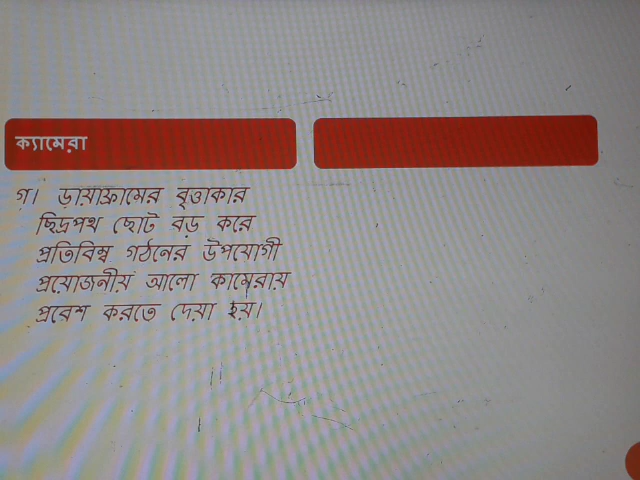 ক্যামেরা
গ। ডায়াফ্রামের বৃত্তাকার
ছিদ্রপথ ছোট বড় করে
প্রতিবিম্ব গঠনের উপযোগী
প্রয়োজনীয় আলো ক্যামেরায়
প্রবেশ করতে দেয়া হয়।